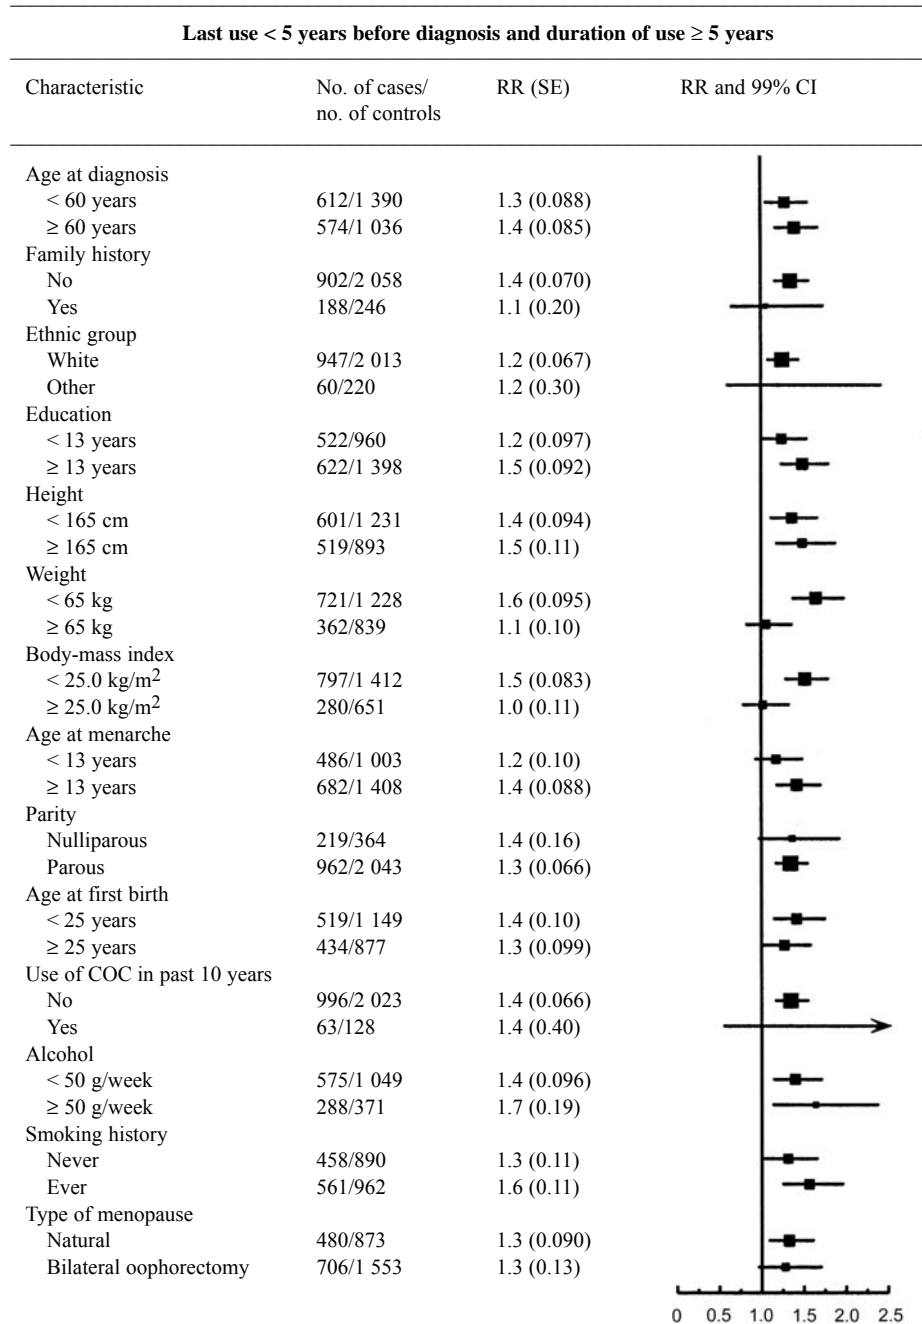 Last use < 5 years before diagnosis and duration of use ≥ 5 years
Characteristic No. of cases/ RR (SE) RR and 99% CI
no. of controls
Age at diagnosis
< 60 years 612/1 390 1.3 (0.088)
≥ 60 years 574/1 036 1.4 (0.085)
Family history
No 902/2 058 1.4 (0.070)
Yes 188/246 1.1 (0.20)
Ethnic group
White 947/2 013 1.2 (0.067)
Other 60/220 1.2 (0.30)
Education
< 13 years 522/960 1.2 (0.097)
≥ 13 years 622/1 398 1.5 (0.092)
Height
< 165 cm 601/1 231 1.4 (0.094)
≥ 165 cm 519/893 1.5 (0.11)
Weight
< 65 kg 721/1 228 1.6 (0.095)
≥ 65 kg 362/839 1.1 (0.10)
Body-mass index
< 25.0 kg/m2 797/1 412 1.5 (0.083)
≥ 25.0 kg/m2 280/651 1.0 (0.11)
Age at menarche
< 13 years 486/1 003 1.2 (0.10)
≥ 13 years 682/1 408 1.4 (0.088)
Parity
Nulliparous 219/364 1.4 (0.16)
Parous 962/2 043 1.3 (0.066)
Age at first birth
< 25 years 519/1 149 1.4 (0.10)
≥ 25 years 434/877 1.3 (0.099)
Use of COC in past 10 years
No 996/2 023 1.4 (0.066)
Yes 63/128 1.4 (0.40)
Alcohol
< 50 g/week 575/1 049 1.4 (0.096)
≥ 50 g/week 288/371 1.7 (0.19)
Smoking history
Never 458/890 1.3 (0.11)
Ever 561/962 1.6 (0.11)
Type of menopause
Natural 480/873 1.3 (0.090)
Bilateral oophorectomy 706/1 553 1.3 (0.13)
0 0.5 1.0 1.5 2.0 2.5